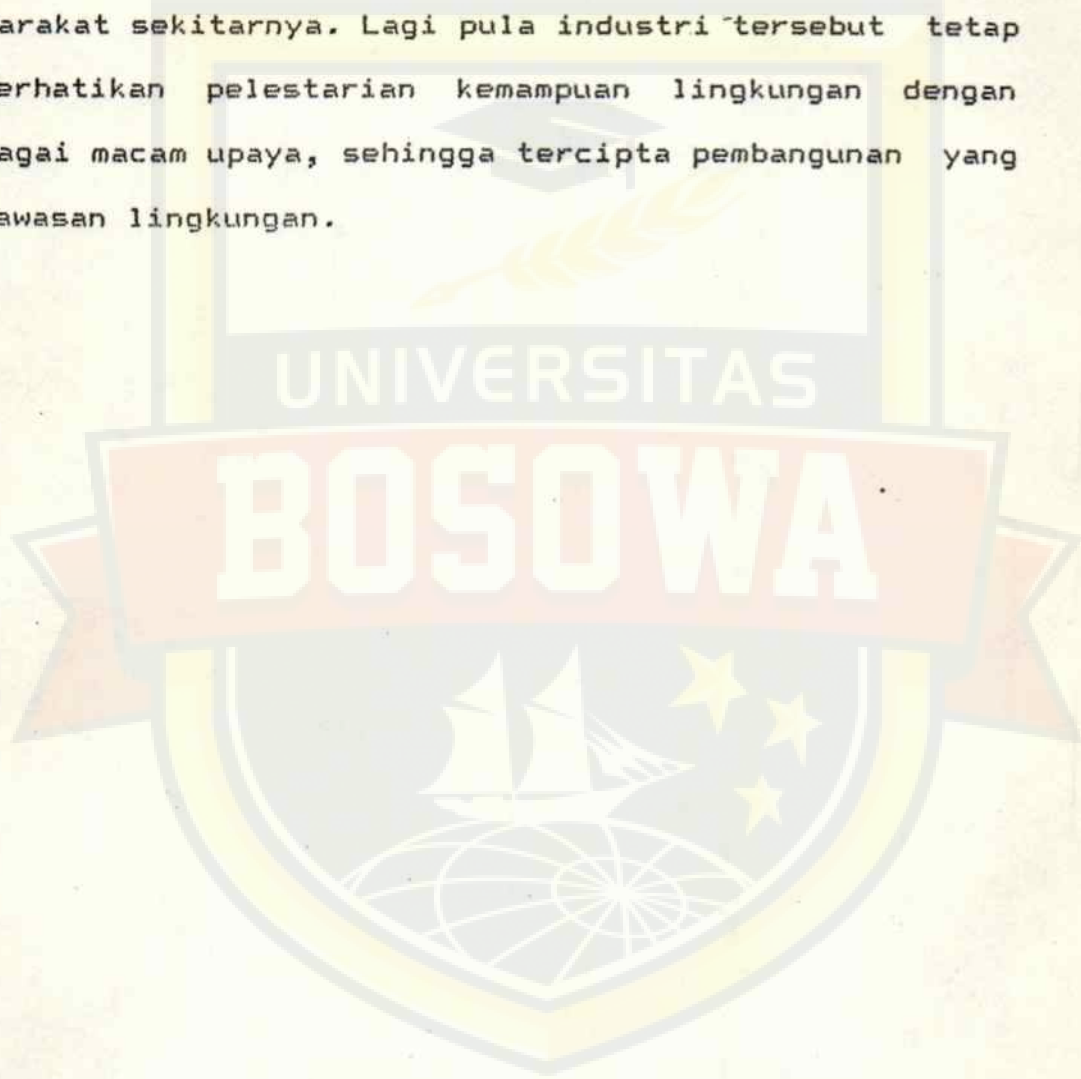 arakat sekitarnya. Lagi pula industri tersebut tetap
erhatikan pelestarian kemampuan lingkungan dengan
agai macam upaya, sehingga tercipta pembangunan yang
awasan lingkungan.
UNIVERSITAS
BOSOWA